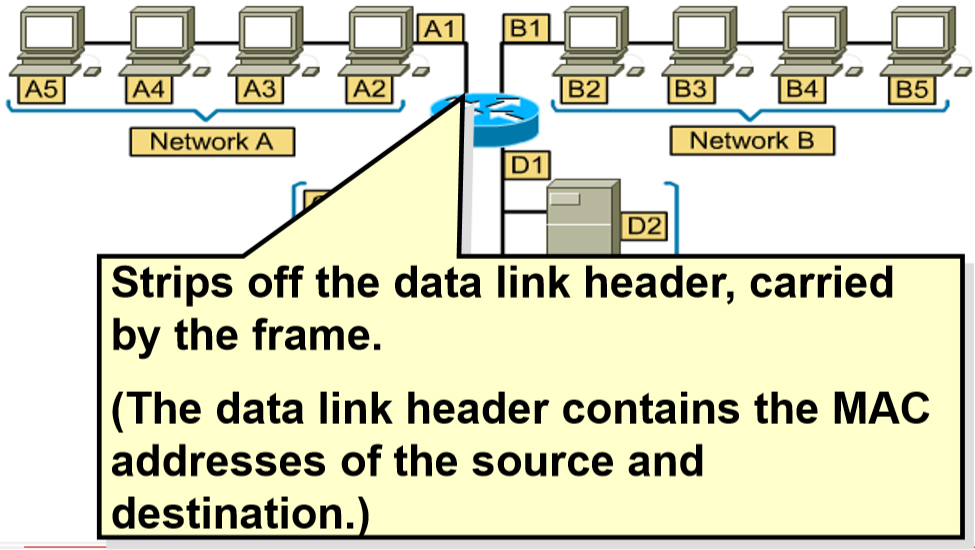 A1
B1
A5
A4
A3
A2
B2
B3
B4
B5
Network A
Network B
D1
D2
Strips off the data link header, carried
by the frame.
(The data link header contains the MAC
addresses of the source and
destination.)